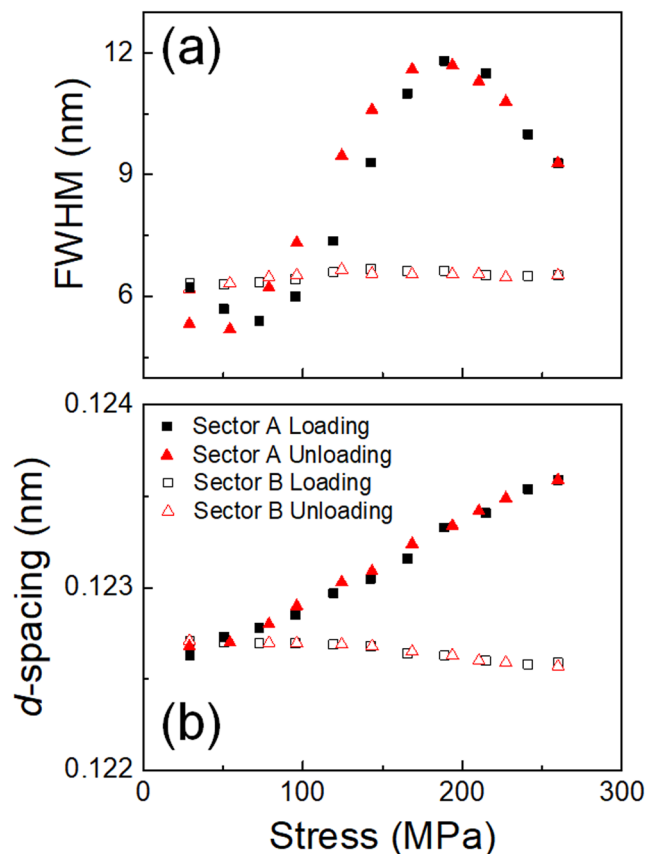 (a)
12
9
6
FWHM (nm)
0.124
Sector A Loading
Sector A Unloading
Sector B Loading
Sector B Unloading
0.123
d-spacing (nm)
(b)
0.122
0 100 200 300
Stress (MPa)